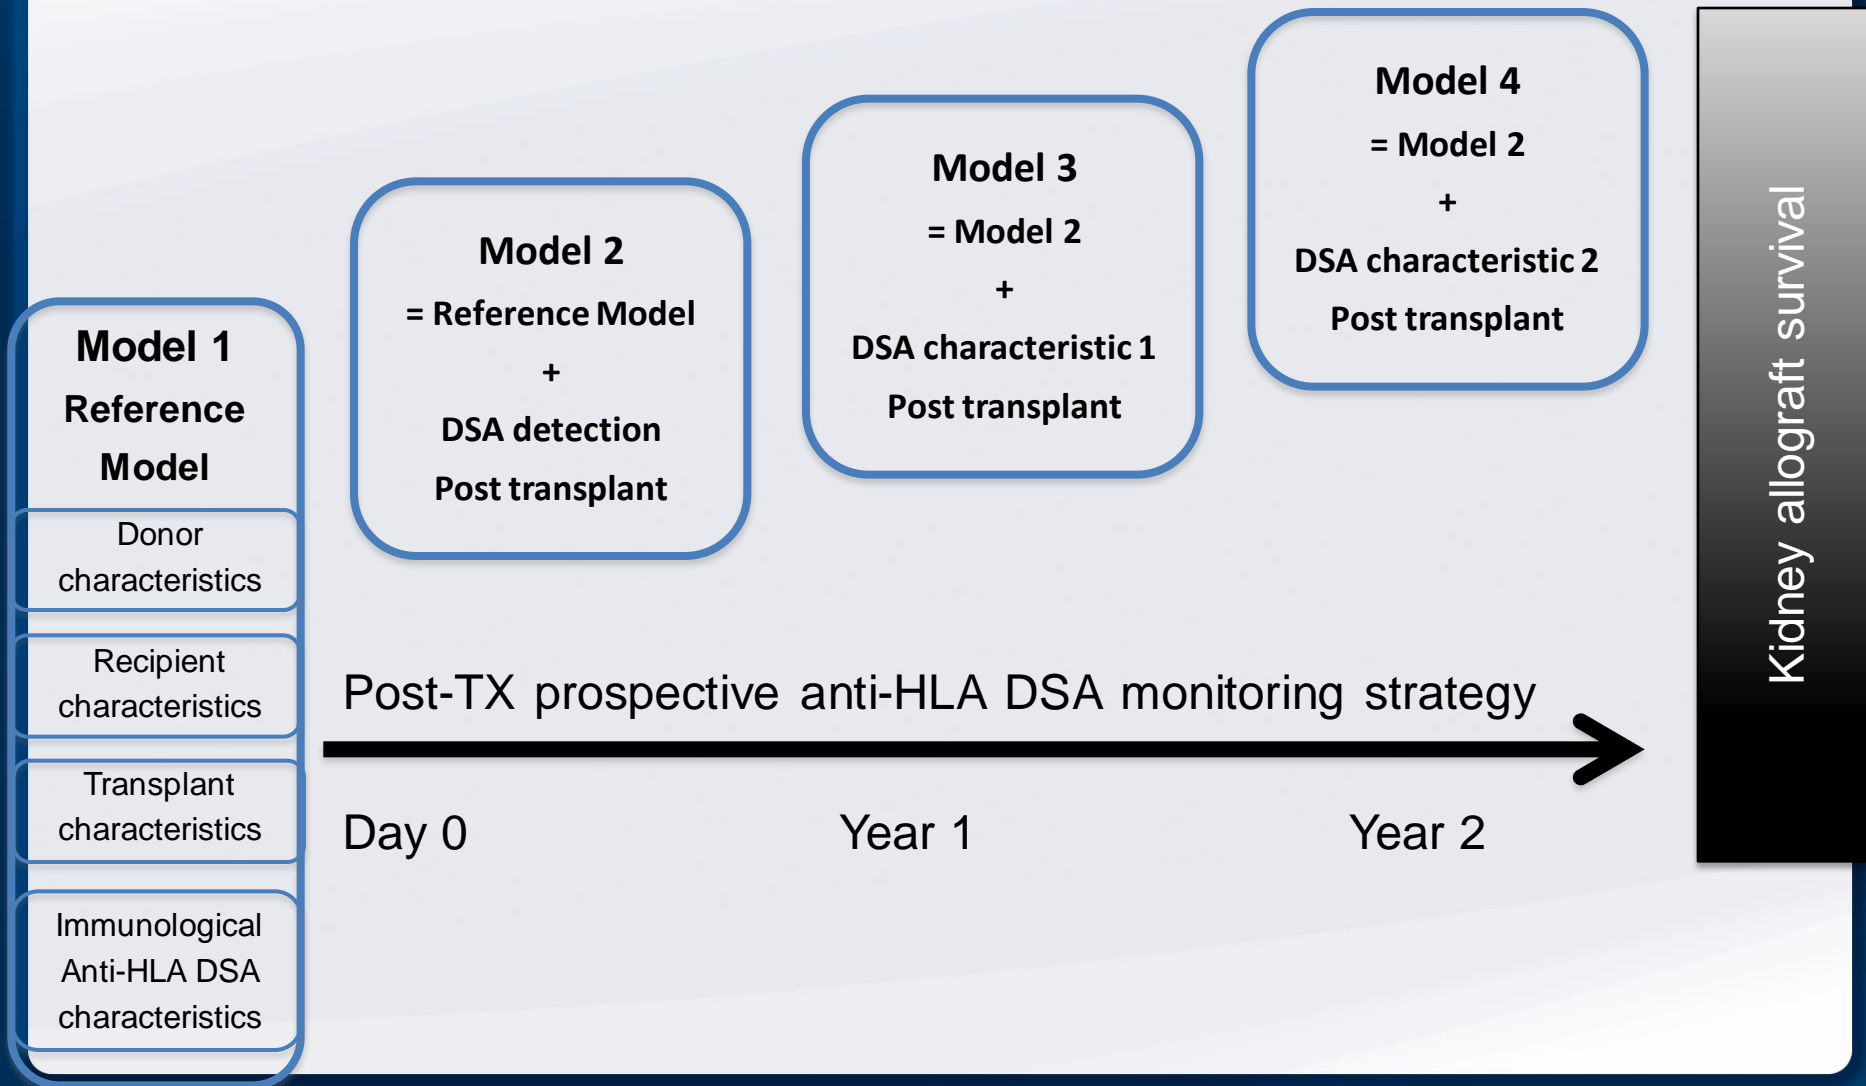 Model 1
Reference
Model
Donor
characteristics
Recipient
characteristics
Transplant
characteristics
Immunological
Anti-HLA DSA
characteristics
Model 2
= Reference Model
+
DSA detection
Post transplant
Model 3
= Model 2
+
DSA characteristic 1
Post transplant
Model 4
= Model 2
+
DSA characteristic 2
Post transplant
Post-TX prospective anti-HLA DSA monitoring strategy
Day 0
Year 1
Year 2
Kidney allograft survival